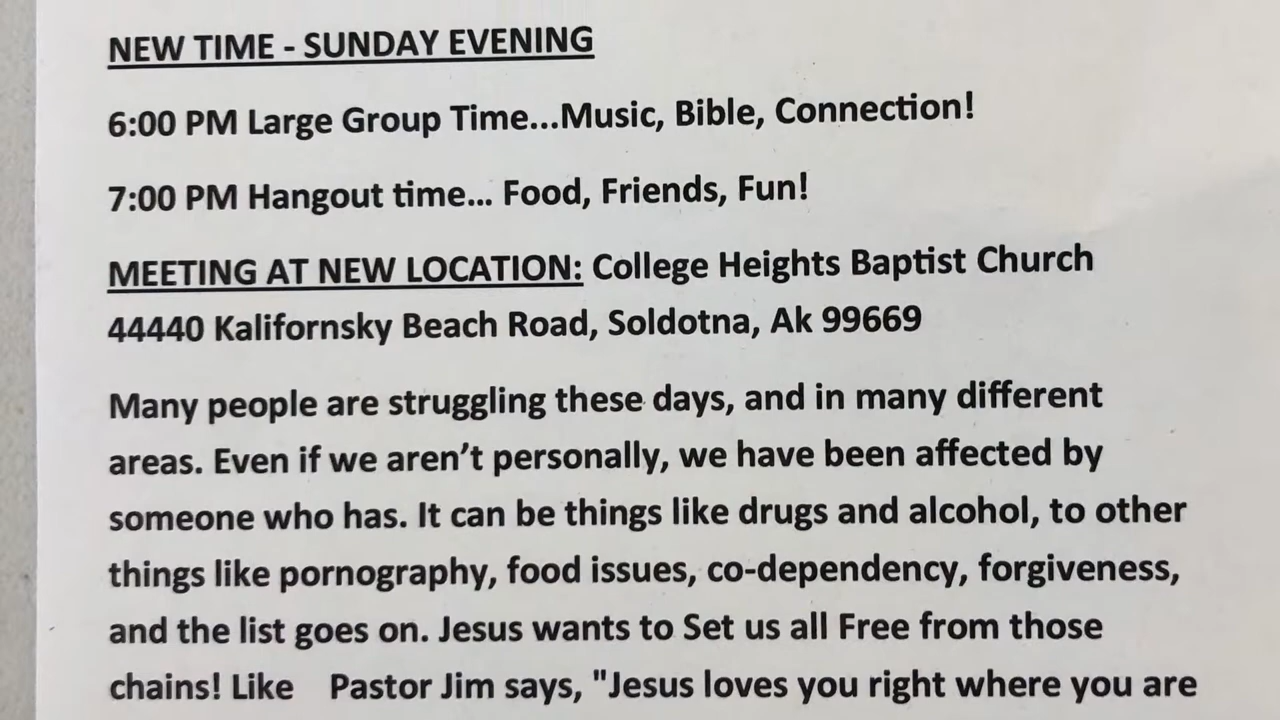 NEW TIME - SUNDAY EVENING
6:00 PM Large Group Time...Music, Bible, Connection!
7:00 PM Hangout time... Food, Friends, Fun!
MEETING AT NEW LOCATION: College Heights Baptist Church
44440 Kalifornsky Beach Road, Soldotna, Ak 99669
Many people are struggling these days, and in many different
areas. Even if we aren’t personally, we have been affected by
someone who has. It can be things like drugs and alcohol, to other
things like pornography, food issues, co-dependency, forgiveness,
and the list goes on. Jesus wants to Set us all Free from those
chains! Like Pastor Jim says, "Jesus loves you right where you are